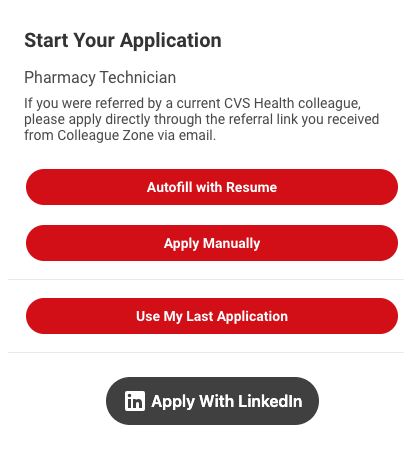 Start Your Application
Pharmacy Technician
If you were referred by a current CVS Health colleague,
please apply directly through the referral link you received
from Colleague Zone via email.
Autofill with Resume
Apply Manually
Use My Last Application
in Apply With LinkedIn